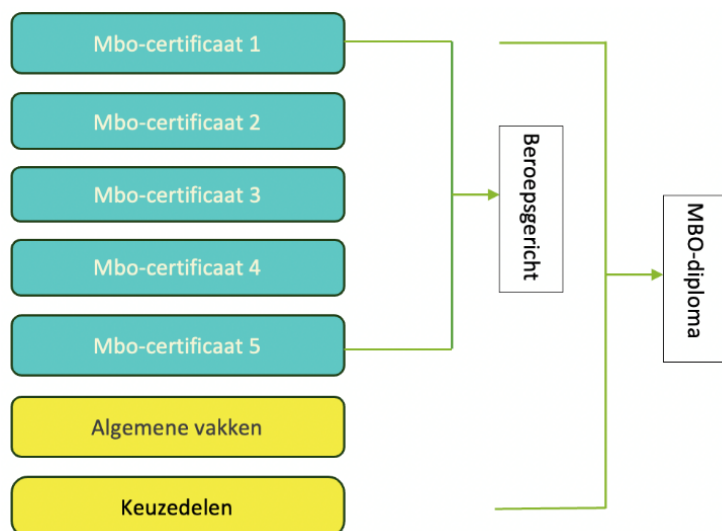 Mbo-certificaat 1
Mbo-certificaat 2
Mbo-certificaat 3
Mbo-certificaat 4
Mbo-certificaat 5
Algemene vakken
Keuzedelen
Beroepsgericht
MBO-diploma